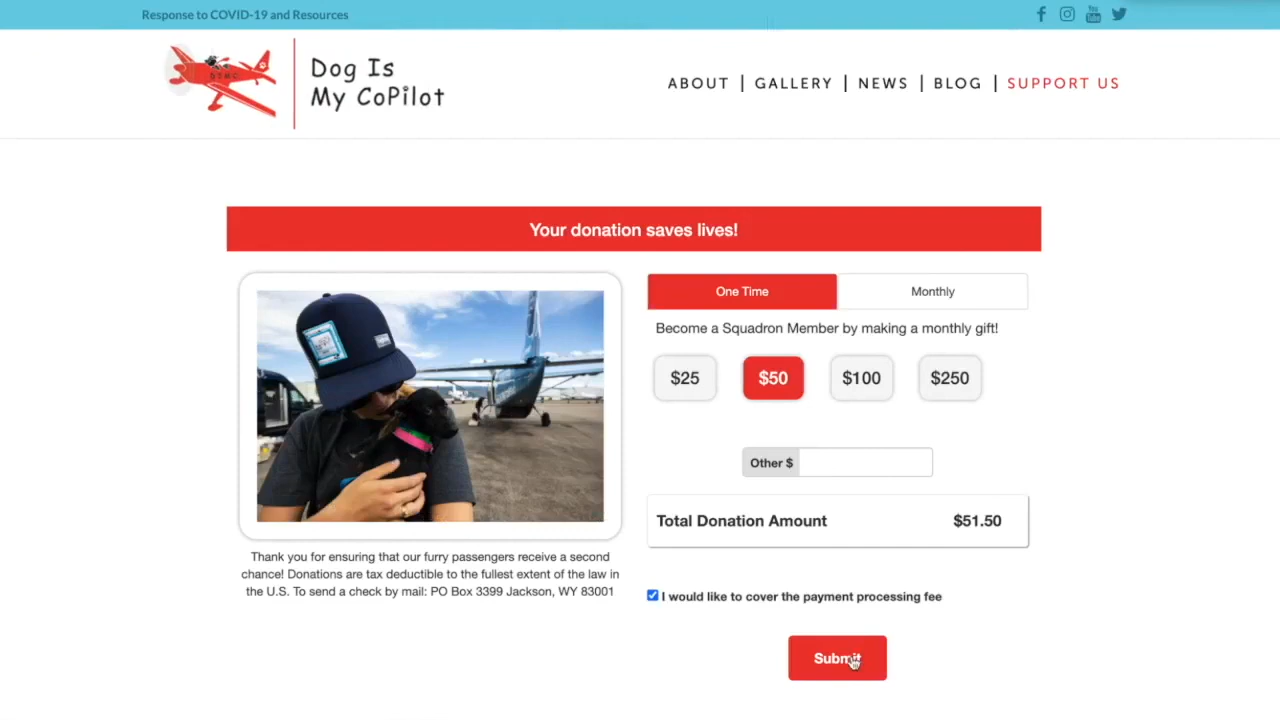 Response to COVID-19 and Resources
You
Tube
DIMC
Dog Is
My CoPilot
ABOUT | GALLERY | NEWS | BLOG | SUPPORT US
Your donation saves lives!
One Time
Monthly
Become a Squadron Member by making a monthly gift!
$25
$50
$100
$250
Other $
Total Donation Amount
$51.50
Thank you for ensuring that our furry passengers receive a second
chance! Donations are tax deductible to the fullest extent of the law in
the U.S. To send a check by mail: PO Box 3399 Jackson, WY 83001
I would like to cover the payment processing fee
Submit